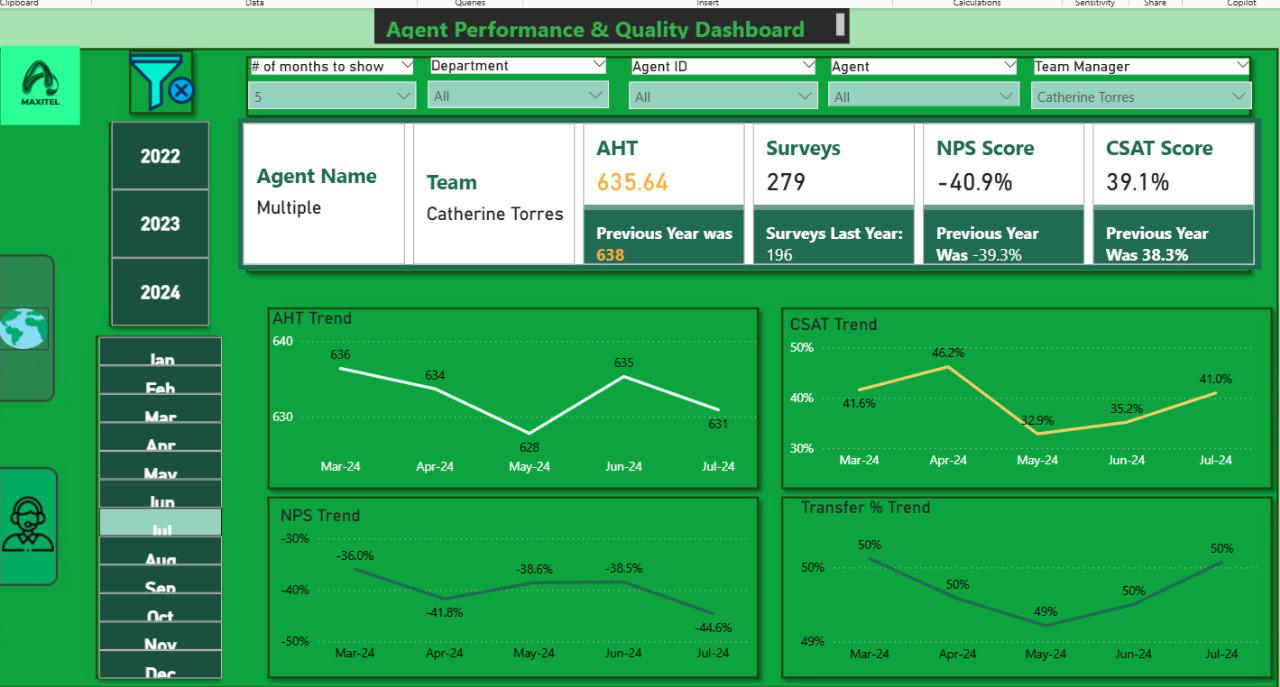 Clipboard Data Queries Insert Calculations Sensitivity Share Copilot
Agent Performance & Quality Dashboard
MAXITEL
# of months to show
5
Department
All
Agent ID
All
Agent
All
Team Manager
Catherine Torres
2022
2023
2024
Jan
Feb
Mar
Apr
May
Jun
Jul
Aug
Sep
Oct
Nov
Dec
Agent Name
Multiple
Team
Catherine Torres
AHT
635.64
Previous Year was
638
Surveys
279
Surveys Last Year:
196
NPS Score
-40.9%
Previous Year
Was -39.3%
CSAT Score
39.1%
Previous Year
Was 38.3%
AHT Trend
640
630
636
634
628
635
631
Mar-24 Apr-24 May-24 Jun-24 Jul-24
CSAT Trend
50%
40%
30%
41.6%
46.2%
32.9%
35.2%
41.0%
Mar-24 Apr-24 May-24 Jun-24 Jul-24
NPS Trend
-30%
-40%
-50%
-36.0%
-41.8%
-38.6%
-38.5%
-44.6%
Mar-24 Apr-24 May-24 Jun-24 Jul-24
Transfer % Trend
50%
49%
50%
50%
49%
50%
50%
Mar-24 Apr-24 May-24 Jun-24 Jul-24